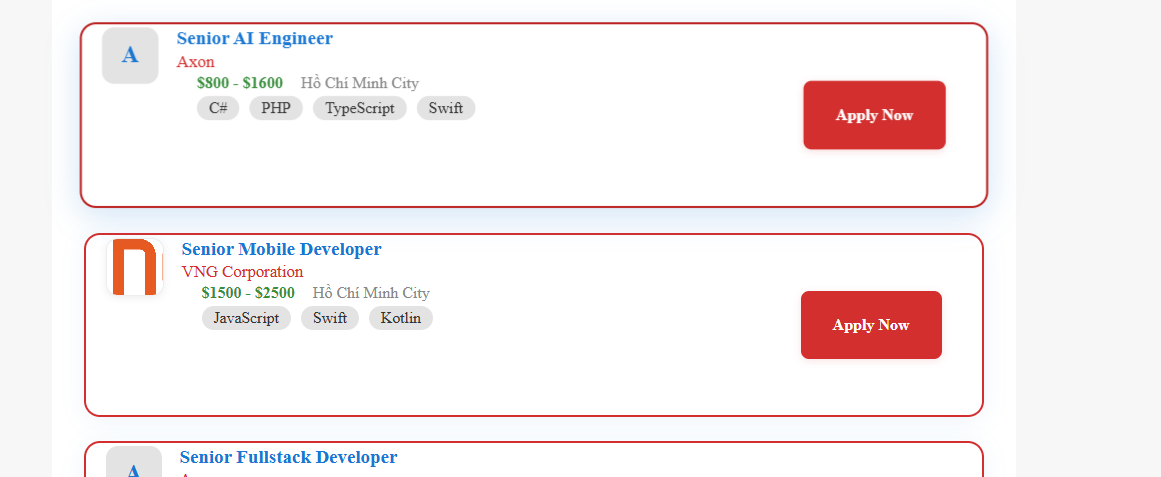 A
Senior AI Engineer
Axon
$800 - $1600 Hồ Chí Minh City
C# PHP TypeScript Swift
Apply Now
Senior Mobile Developer
VNG Corporation
$1500 - $2500 Hồ Chí Minh City
JavaScript Swift Kotlin
Apply Now
A
Senior Fullstack Developer